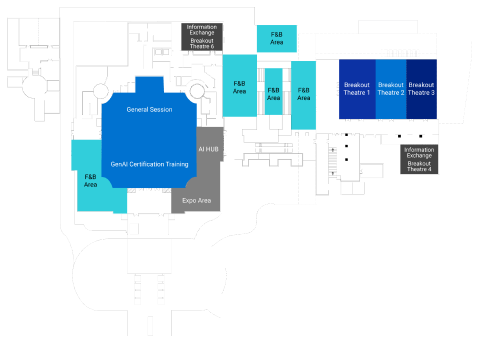 Information
Exchange
Breakout
Theatre 6
F&B
Area
F&B
Area
F&B
Area
F&B
Area
Breakout
Theatre 1
Breakout
Theatre 2
Breakout
Theatre 3
General Session
GenAI Certification Training
AI HUB
Information
Exchange
Breakout
Theatre 4
F&B
Area
Expo Area